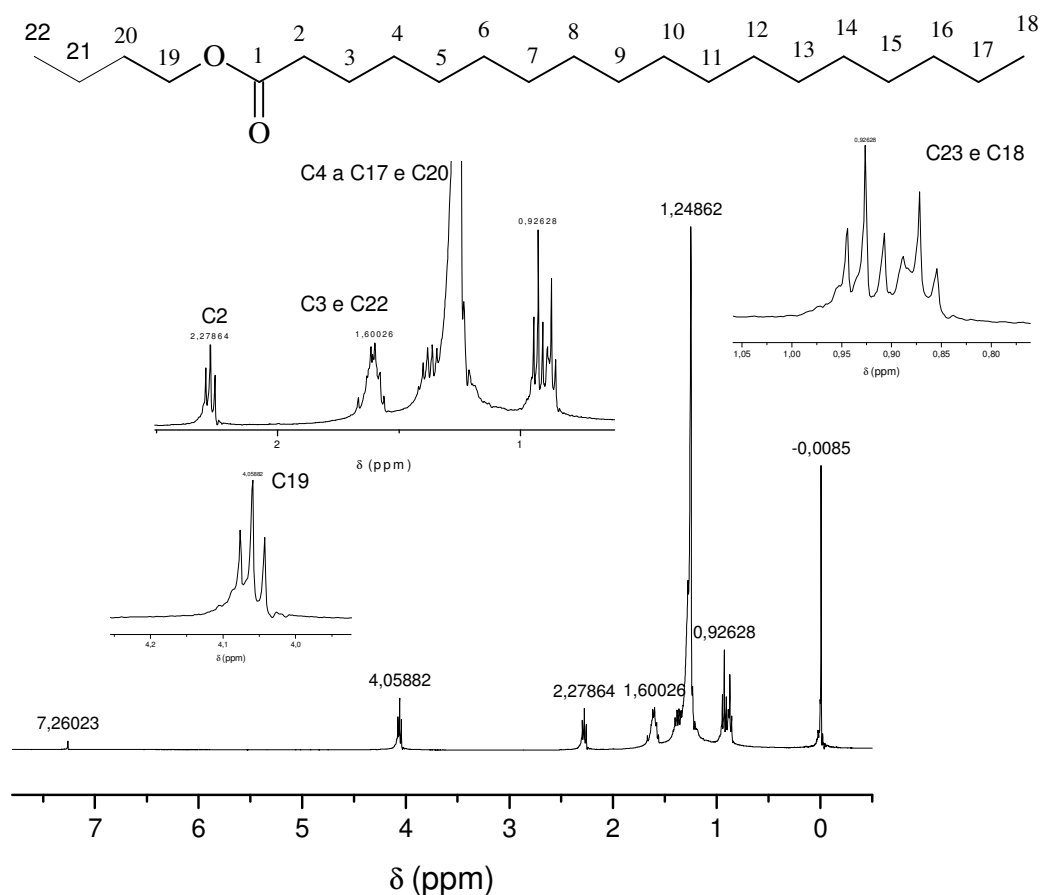 22 21 20 19 O 1 2 3 4 5 6 7 8 9 10 11 12 13 14 15 16 17 18
O
C4 a C17 e C20
0,92628
C3 e C22
1,60026
C2
2,27864
2 1
δ (ppm)
0,92628
C23 e C18
1,05 1,00 0,95 0,90 0,85 0,80
δ (ppm)
4,05882
C19
4,2 4,1 4,0
δ (ppm)
1,24862
-0,0085
0,92628
4,05882
2,27864
1,60026
7,26023
7 6 5 4 3 2 1 0
δ (ppm)